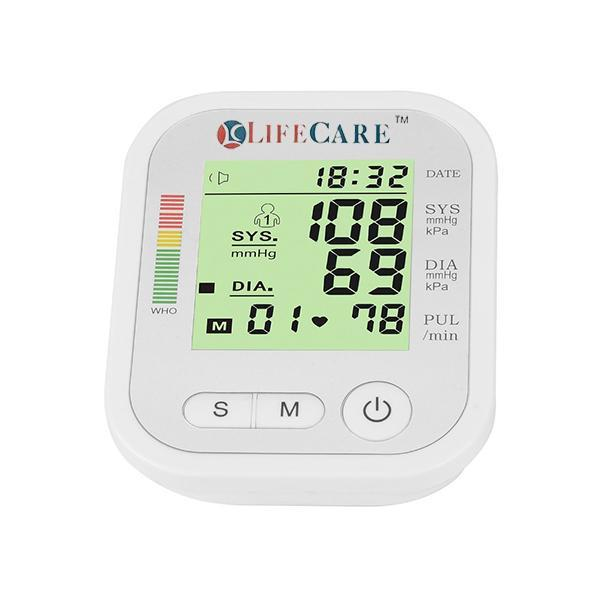 LIFECARE™
18:32 DATE
1 108 SYS
SYS. mmHg
mmHg kPa
69 DIA
DIA. mmHg
kPa
WHO
M 01 78 PUL
/min
S M